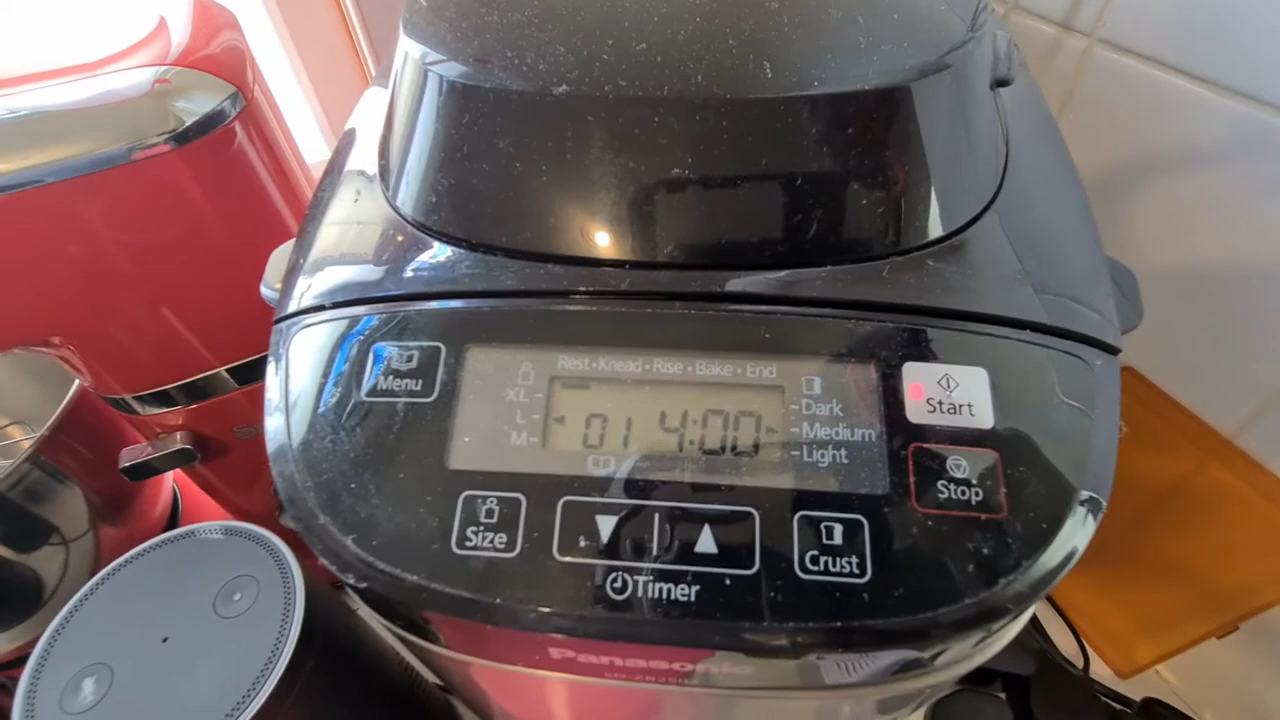 Rest • Knead • Rise • Bake • End
Menu
XL
L
M
01 4:00
Dark
Medium
Light
Start
Stop
Size
Timer
Crust
Panasonic